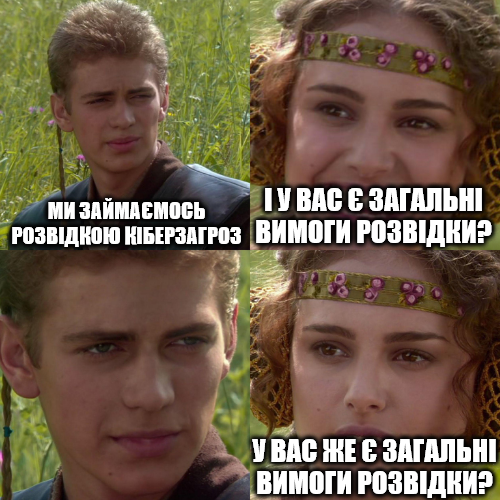 МИ ЗАЙМАЄМОСЬ
РОЗВІДКОЮ КІБЕРЗАГРОЗ
І У ВАС Є ЗАГАЛЬНІ
ВИМОГИ РОЗВІДКИ?
У ВАС ЖЕ Є ЗАГАЛЬНІ
ВИМОГИ РОЗВІДКИ?